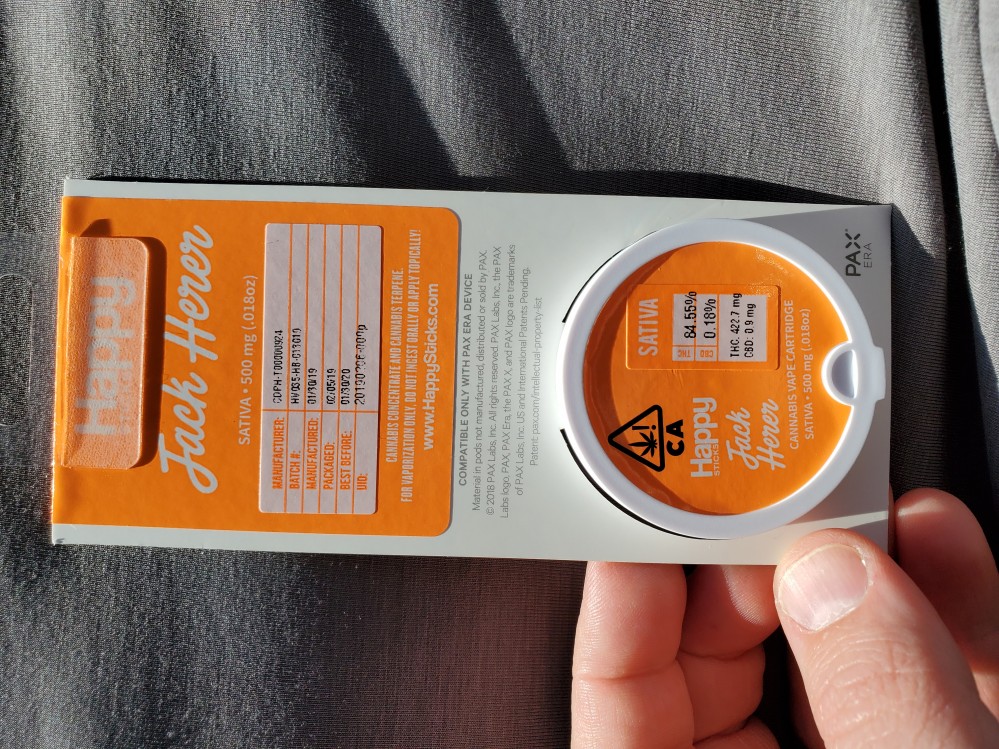 Happy
Jack Herer
SATIVA • 500 mg (.018oz)
MANUFACTURER: CDPH-T00000924
BATCH #:
MANUFACTURED: 01/30/19
PACKAGED: 02/05/19
BEST BEFORE: 01/30/20
UID:
CANNABIS CONCENTRATE AND CANNABIS TERPENE.
FOR VAPORIZATION ONLY, DO NOT INGEST ORALLY OR APPLY TOPICALLY!
www.HappySticks.com
COMPATIBLE ONLY WITH PAX ERA DEVICE
Material in pods not manufactured, distributed or sold by PAX.
© 2018 PAX Labs, Inc. All rights reserved. PAX Labs, Inc., the PAX
Labs logo, PAX, PAX Era, the PAX X, and PAX logo are trademarks
of PAX Labs, Inc. US and International Patents Pending.
Patent: pax.com/intellectual-property-list
SATIVA
THC 84.55%
CBD 0.18%
THC: 422.7 mg
CBD: 0.9 mg
!
CA
Happy
STICKS
Jack
Herer
CANNABIS VAPE CARTRIDGE
SATIVA • 500 mg (.018oz)
PAX
ERA